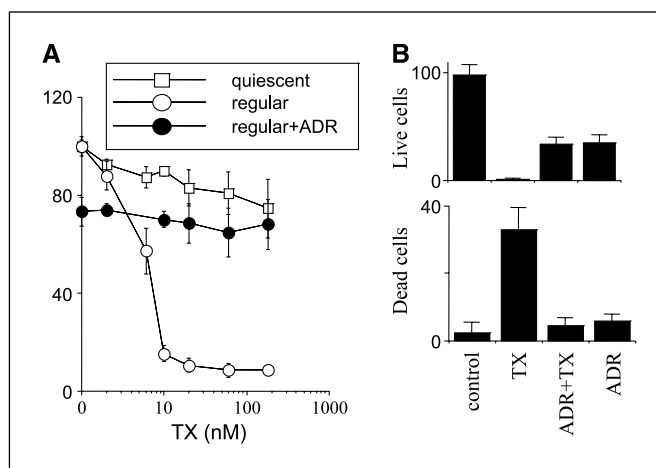 A
B
quiescent
regular
regular+ADR
120
80
40
0
0
10
100
1000
TX (nM)
100
0
Live cells
40
0
Dead cells
control
TX
ADR+TX
ADR